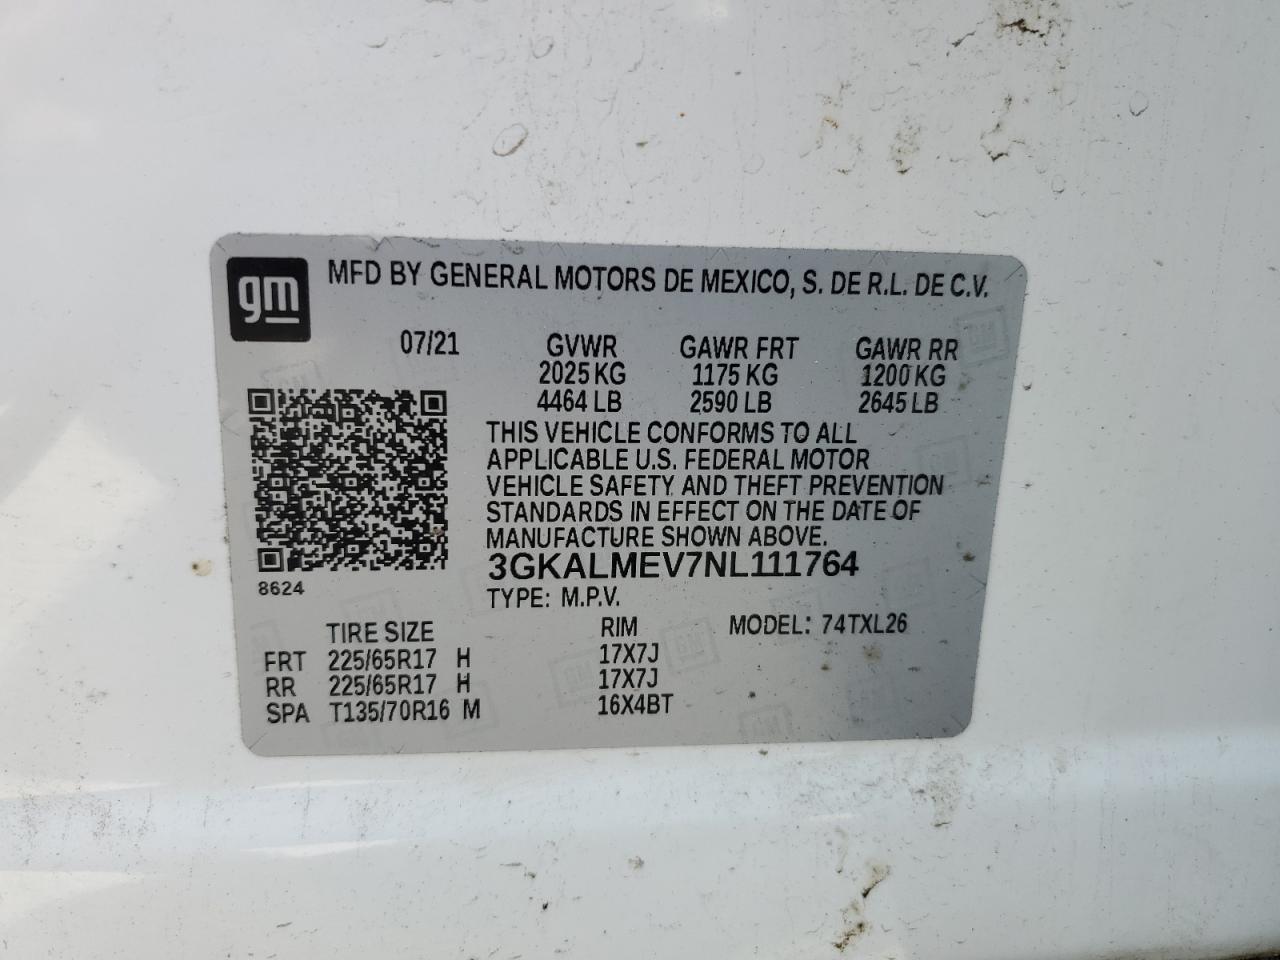 gm
MFD BY GENERAL MOTORS DE MEXICO, S. DE R.L. DE C.V.
07/21 GVWR GAWR FRT GAWR RR
2025 KG 1175 KG 1200 KG
4464 LB 2590 LB 2645 LB
THIS VEHICLE CONFORMS TO ALL
APPLICABLE U.S. FEDERAL MOTOR
VEHICLE SAFETY AND THEFT PREVENTION
STANDARDS IN EFFECT ON THE DATE OF
MANUFACTURE SHOWN ABOVE.
3GKALMEV7NL111764
8624
TYPE: M.P.V.
TIRE SIZE RIM MODEL: 74TXL26
FRT 225/65R17 H 17X7J
RR 225/65R17 H 17X7J
SPA T135/70R16 M 16X4BT